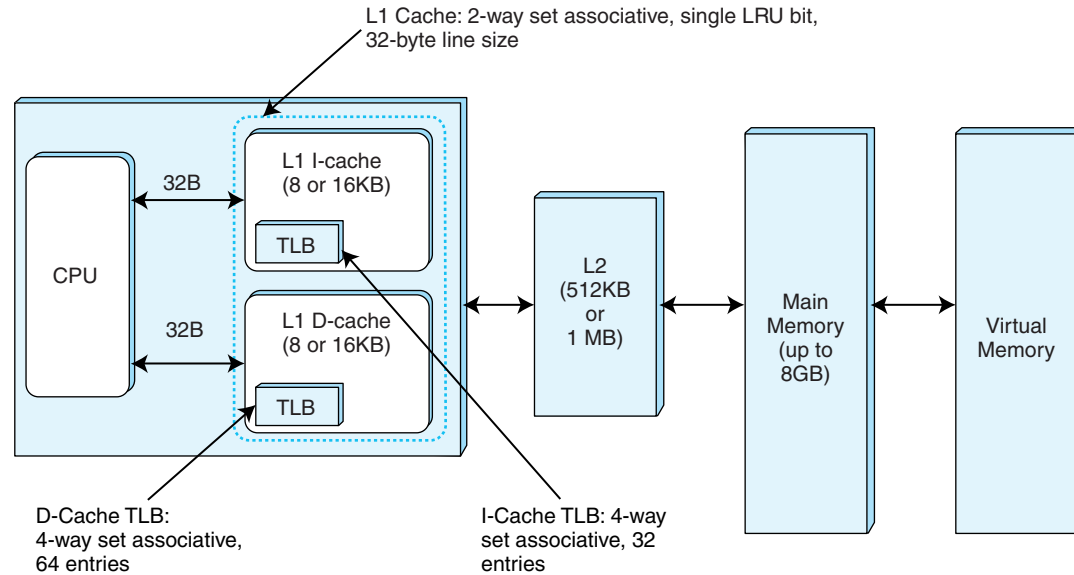 L1 Cache: 2-way set associative, single LRU bit,
32-byte line size
CPU
32B
32B
L1 I-cache
(8 or 16KB)
TLB
L1 D-cache
(8 or 16KB)
TLB
L2
(512KB
or
1 MB)
Main
Memory
(up to
8GB)
Virtual
Memory
D-Cache TLB:
4-way set associative,
64 entries
I-Cache TLB: 4-way
set associative, 32
entries